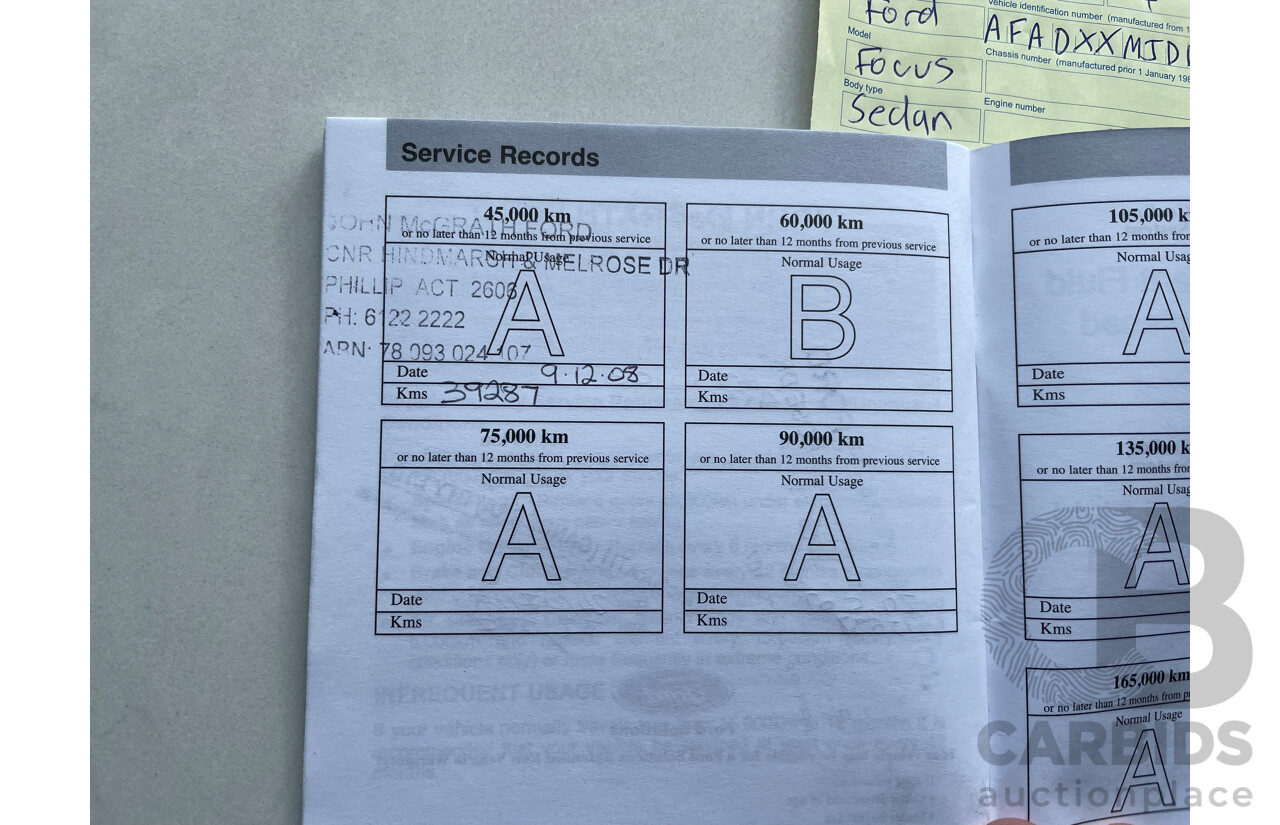 Ford
Vehicle identification number (manufactured from 1
AFADXXMJD
Model
Focus
Chassis number (manufactured prior 1 January 198
Body type
Sedan
Engine number
Service Records
45,000 km
or no later than 12 months from previous service
Normal Usage
A
JOHN McGRATH FORD
CNR HINDMARSH & MELROSE DR
PHILLIP ACT 2606
PH: 6122 2222
78 093 024 107
Date 9.12.08
Kms 39287
60,000 km
or no later than 12 months from previous service
Normal Usage
B
Date
Kms
75,000 km
or no later than 12 months from previous service
Normal Usage
A
Date
Kms
90,000 km
or no later than 12 months from previous service
Normal Usage
A
Date
Kms
105,000 k
or no later than 12 months fro
Normal Usag
A
Date
Kms
135,000 k
or no later than 12 months fro
Normal Usag
A
Date
Kms
165,000 km
or no later than 12 months from p
Normal Usage
A
CB
CARBIDS
auctionplace